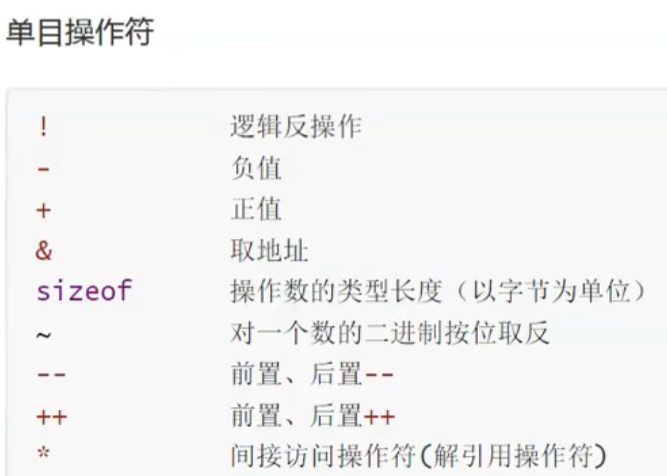 单目操作符
! 逻辑反操作
- 负值
+ 正值
& 取地址
sizeof 操作数的类型长度（以字节为单位）
~ 对一个数的二进制按位取反
-- 前置、后置--
++ 前置、后置++
* 间接访问操作符(解引用操作符)